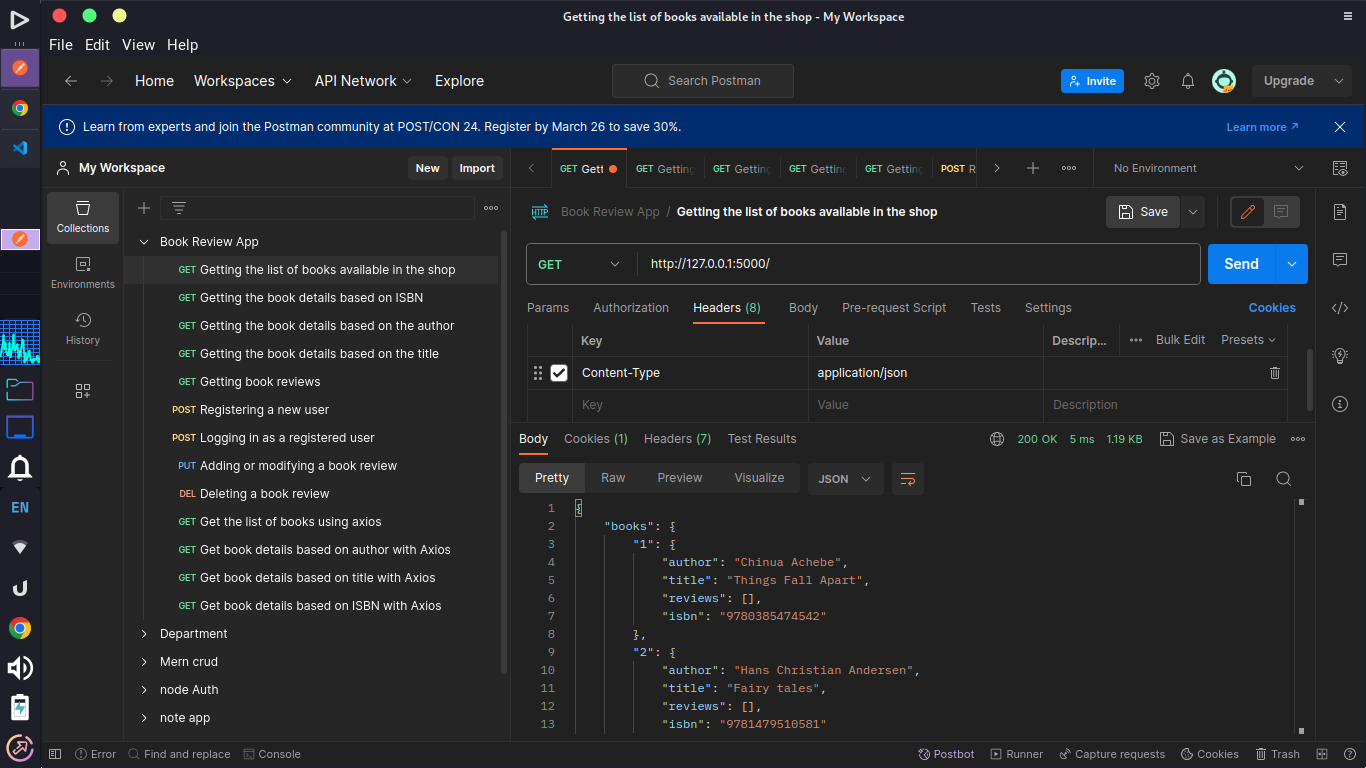 Getting the list of books available in the shop - My Workspace
File Edit View Help
Home Workspaces API Network Explore Search Postman Invite Upgrade
Learn from experts and join the Postman community at POST/CON 24. Register by March 26 to save 30%. Learn more
My Workspace New Import
GET Gett GET Getting GET Getting GET Getting GET Getting POST R No Environment
Collections
Environments
History
Book Review App
GET Getting the list of books available in the shop
GET Getting the book details based on ISBN
GET Getting the book details based on the author
GET Getting the book details based on the title
GET Getting book reviews
POST Registering a new user
POST Logging in as a registered user
PUT Adding or modifying a book review
DEL Deleting a book review
GET Get the list of books using axios
GET Get book details based on author with Axios
GET Get book details based on title with Axios
GET Get book details based on ISBN with Axios
Department
Mern crud
node Auth
note app
HTTP Book Review App / Getting the list of books available in the shop Save
GET http://127.0.0.1:5000/ Send
Params Authorization Headers (8) Body Pre-request Script Tests Settings Cookies
Key Value Descrip... Bulk Edit Presets
Content-Type application/json
Key Value Description
Body Cookies (1) Headers (7) Test Results 200 OK 5 ms 1.19 KB Save as Example
Pretty Raw Preview Visualize JSON
1 {
2 "books": {
3 "1": {
4 "author": "Chinua Achebe",
5 "title": "Things Fall Apart",
6 "reviews": [],
7 "isbn": "9780385474542"
8 },
9 "2": {
10 "author": "Hans Christian Andersen",
11 "title": "Fairy tales",
12 "reviews": [],
13 "isbn": "9781479510581"
EN
Error Find and replace Console Postbot Runner Capture requests Cookies Trash